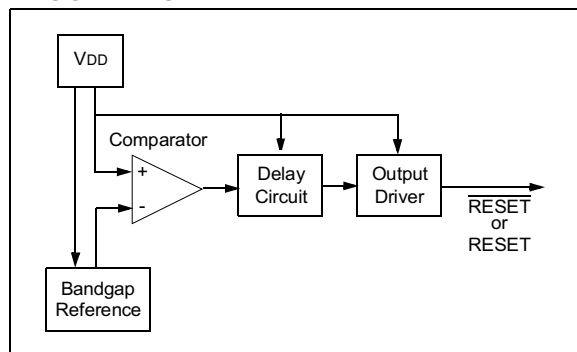 VDD
Comparator
+
-
Delay
Circuit
Output
Driver
RESET
or
RESET
Bandgap
Reference